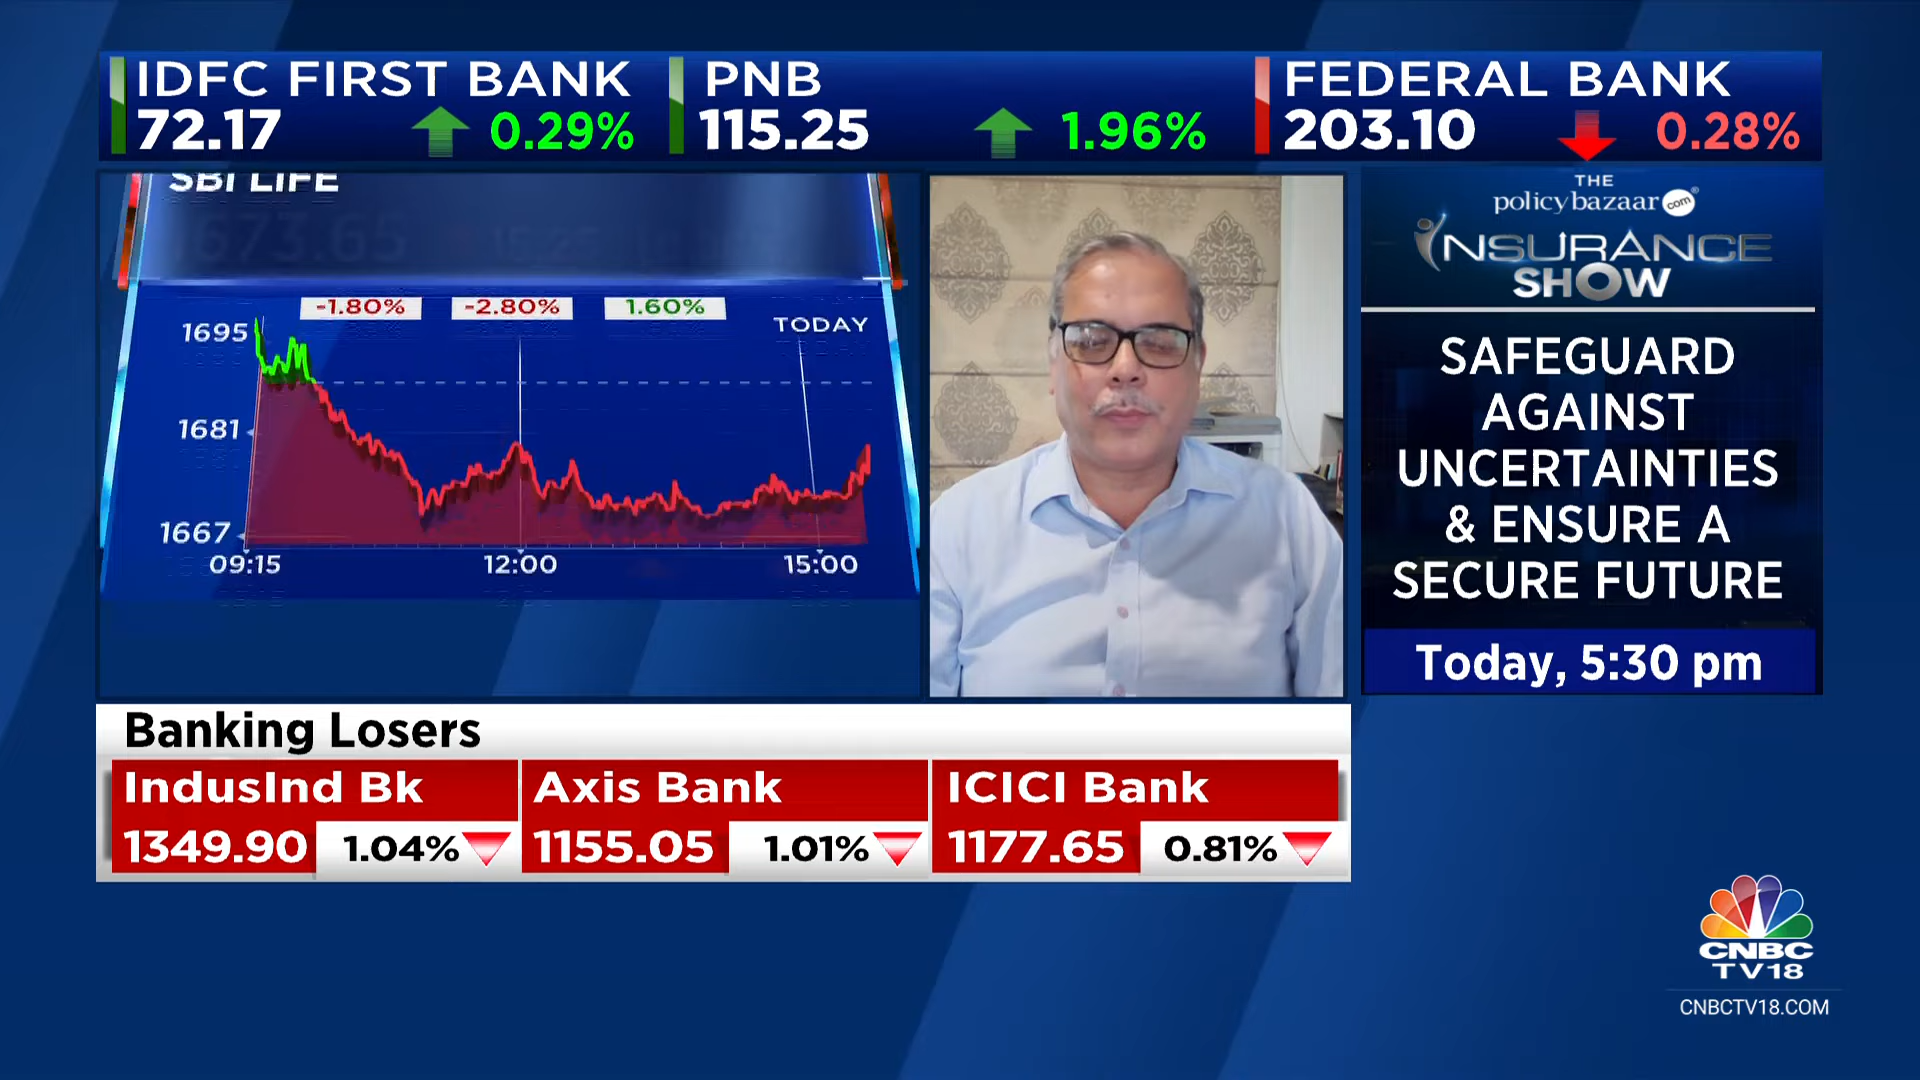 IDFC FIRST BANK
72.17 0.29%
PNB
115.25 1.96%
FEDERAL BANK
203.10 0.28%
SBI LIFE
1673.65
-1.80% -2.80% 1.60%
TODAY
1695
1681
1667
09:15 12:00 15:00
THE
policybazaar.com®
INSURANCE
SHOW
SAFEGUARD
AGAINST
UNCERTAINTIES
& ENSURE A
SECURE FUTURE
Today, 5:30 pm
Banking Losers
IndusInd Bk
1349.90 1.04%
Axis Bank
1155.05 1.01%
ICICI Bank
1177.65 0.81%
CNBC
TV18
CNBCTV18.COM